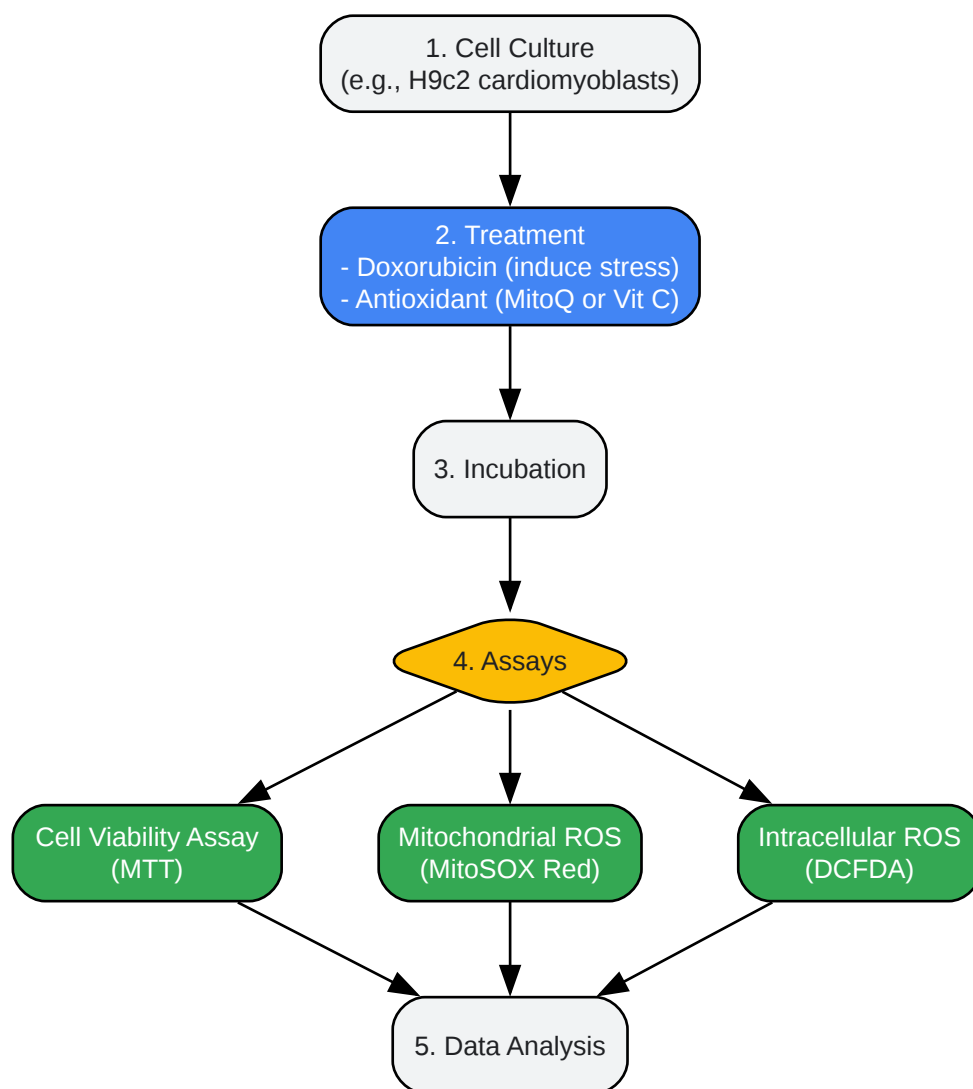 1. Cell Culture
(e.g., H9c2 cardiomyoblasts)
2. Treatment
- Doxorubicin (induce stress)
- Antioxidant (MitoQ or Vit C)
3. Incubation
4. Assays
Cell Viability Assay
(MTT)
Mitochondrial ROS
(MitoSOX Red)
Intracellular ROS
(DCFDA)
5. Data Analysis